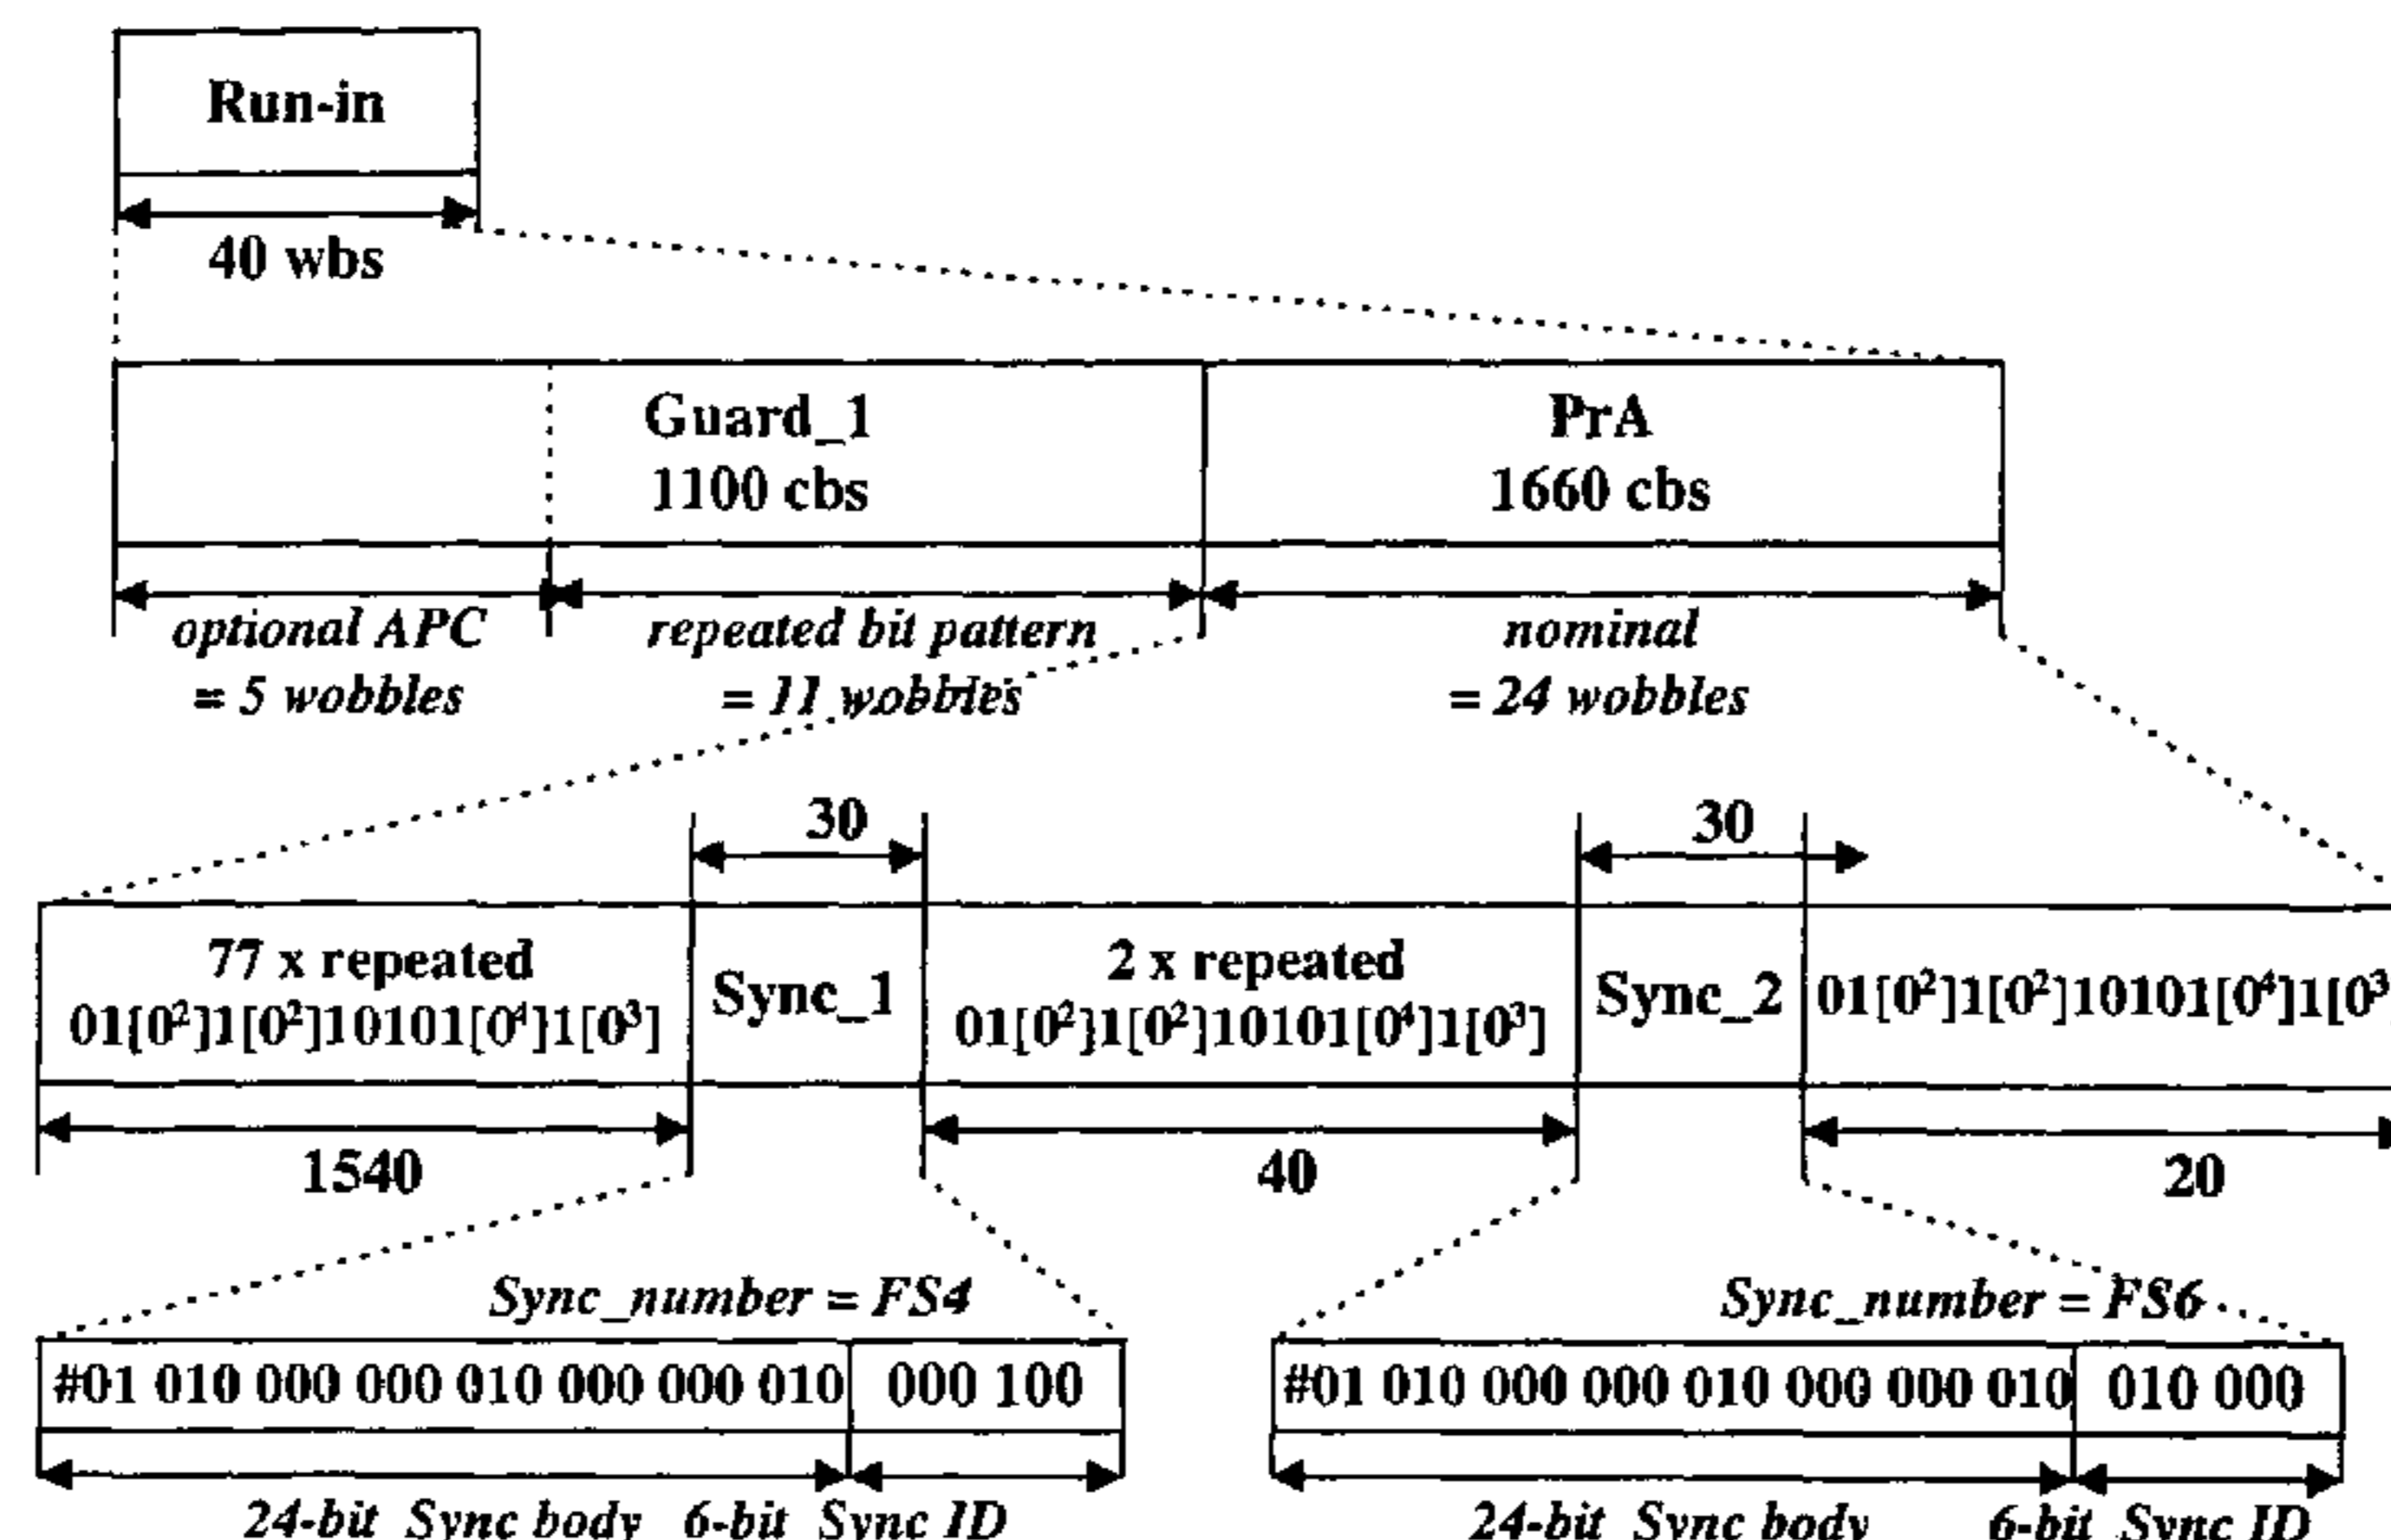 Run-in
40 wbs
Guard_1
1100 cbs
PrA
1660 cbs
optional APC
= 5 wobbles
repeated bit pattern
= 11 wobbles
nominal
= 24 wobbles
30
30
77 x repeated
01[0²]1[0²]10101[0⁴]1[0³]
Sync_1
2 x repeated
01[0²]1[0²]10101[0⁴]1[0³]
Sync_2
01[0²]1[0²]10101[0⁴]1[0³
1540
40
20
Sync_number = FS4
Sync_number = FS6
#01 010 000 000 010 000 000 010
000 100
#01 010 000 000 010 000 000 010
010 000
24-bit Sync body
6-bit Sync ID
24-bit Sync body
6-bit Sync ID